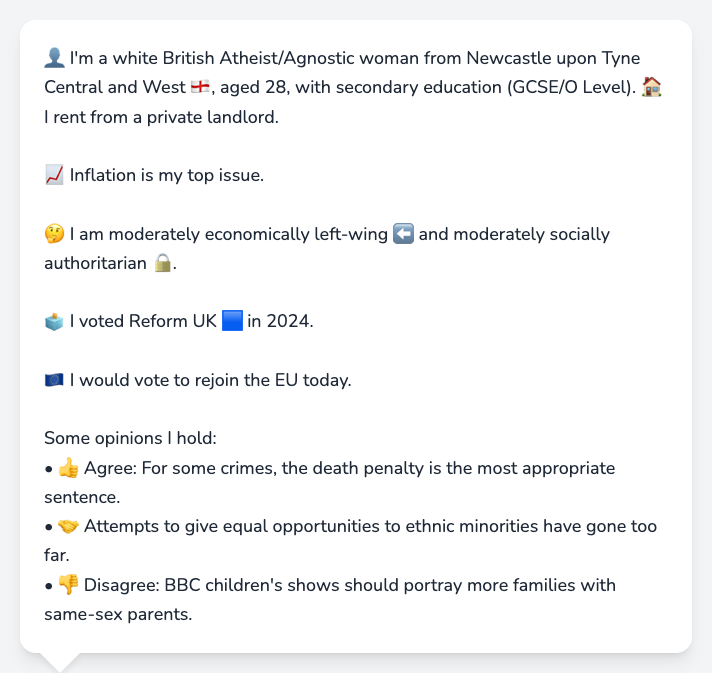 👤 I'm a white British Atheist/Agnostic woman from Newcastle upon Tyne
Central and West 🏴󠁧󠁢󠁥󠁮󠁧󠁿, aged 28, with secondary education (GCSE/O Level). 🏠
I rent from a private landlord.
📈 Inflation is my top issue.
🤔 I am moderately economically left-wing ⬅️ and moderately socially
authoritarian 🔒.
🗳️ I voted Reform UK 🟦 in 2024.
🇪🇺 I would vote to rejoin the EU today.
Some opinions I hold:
• 👍 Agree: For some crimes, the death penalty is the most appropriate
sentence.
• 🤝 Attempts to give equal opportunities to ethnic minorities have gone too
far.
• 👎 Disagree: BBC children's shows should portray more families with
same-sex parents.